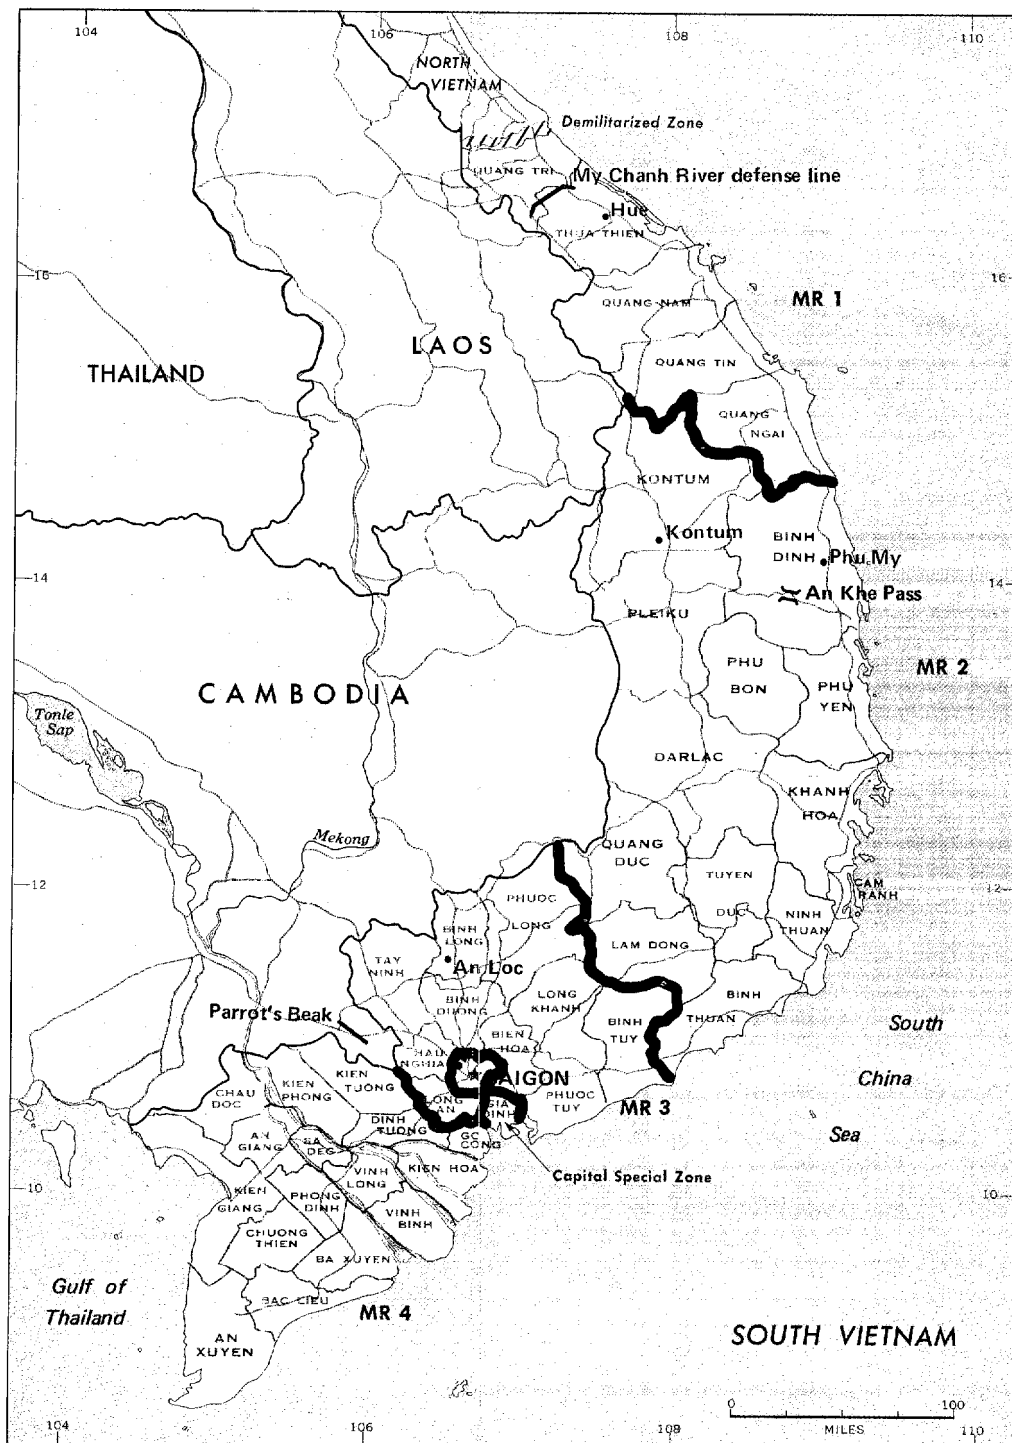 104
106
108
110
NORTH
VIETNAM
Demilitarized Zone
QUANG TRI
My Chanh River defense line
Hue
THUA THIEN
16
16
MR 1
QUANG NAM
LAOS
THAILAND
QUANG TIN
QUANG
NGAI
KONTUM
Kontum
BINH
DINH
Phu My
14
14
An Khe Pass
PLEIKU
PHU
BON
MR 2
CAMBODIA
PHU
YEN
Tonle
Sap
DARLAC
KHANH
HOA
Mekong
QUANG
DUC
TUYEN
DUC
12
12
CAM
RANH
PHUOC
LONG
NINH
THUAN
BINH
LONG
LAM DONG
TAY
NINH
An Loc
BINH
DUONG
LONG
KHANH
BINH
THUAN
Parrot's Beak
BINH
TUY
BIEN
HOA
South
China
Sea
HAU
NGHIA
KIEN
TUONG
SAIGON
KIEN
PHONG
CHAU
DOC
LONG
AN
GIA
DINH
PHUOC
TUY
MR 3
DINH
TUONG
GO
CONG
AN
GIANG
SA
DEC
KIEN HOA
Capital Special Zone
VINH
LONG
10
10
KIEN
GIANG
PHONG
DINH
VINH
BINH
CHUONG
THIEN
BA XUYEN
Gulf of
Thailand
BAC LIEU
MR 4
AN
XUYEN
SOUTH VIETNAM
0
100
MILES
104
106
108
110